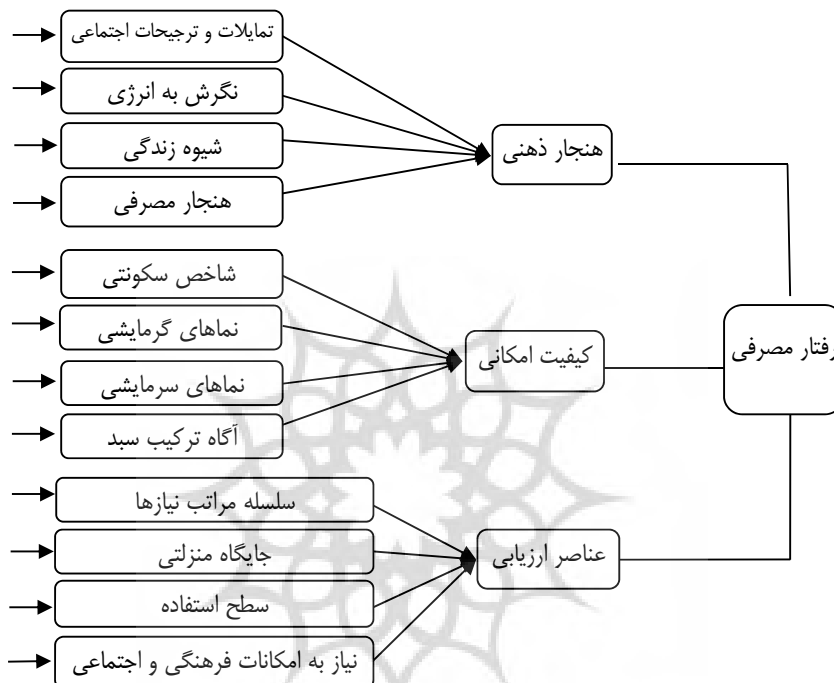 تمایلات و ترجیحات اجتماعی
نگرش به انرژی
شیوه زندگی
هنجار مصرفی
هنجار ذهنی
شاخص سکونتی
نماهای گرمایشی
نماهای سرمایشی
آگاه ترکیب سبد
کیفیت امکانی
رفتار مصرفی
سلسله مراتب نیازها
جایگاه منزلتی
سطح استفاده
نیاز به امکانات فرهنگی و اجتماعی
عناصر ارزیابی